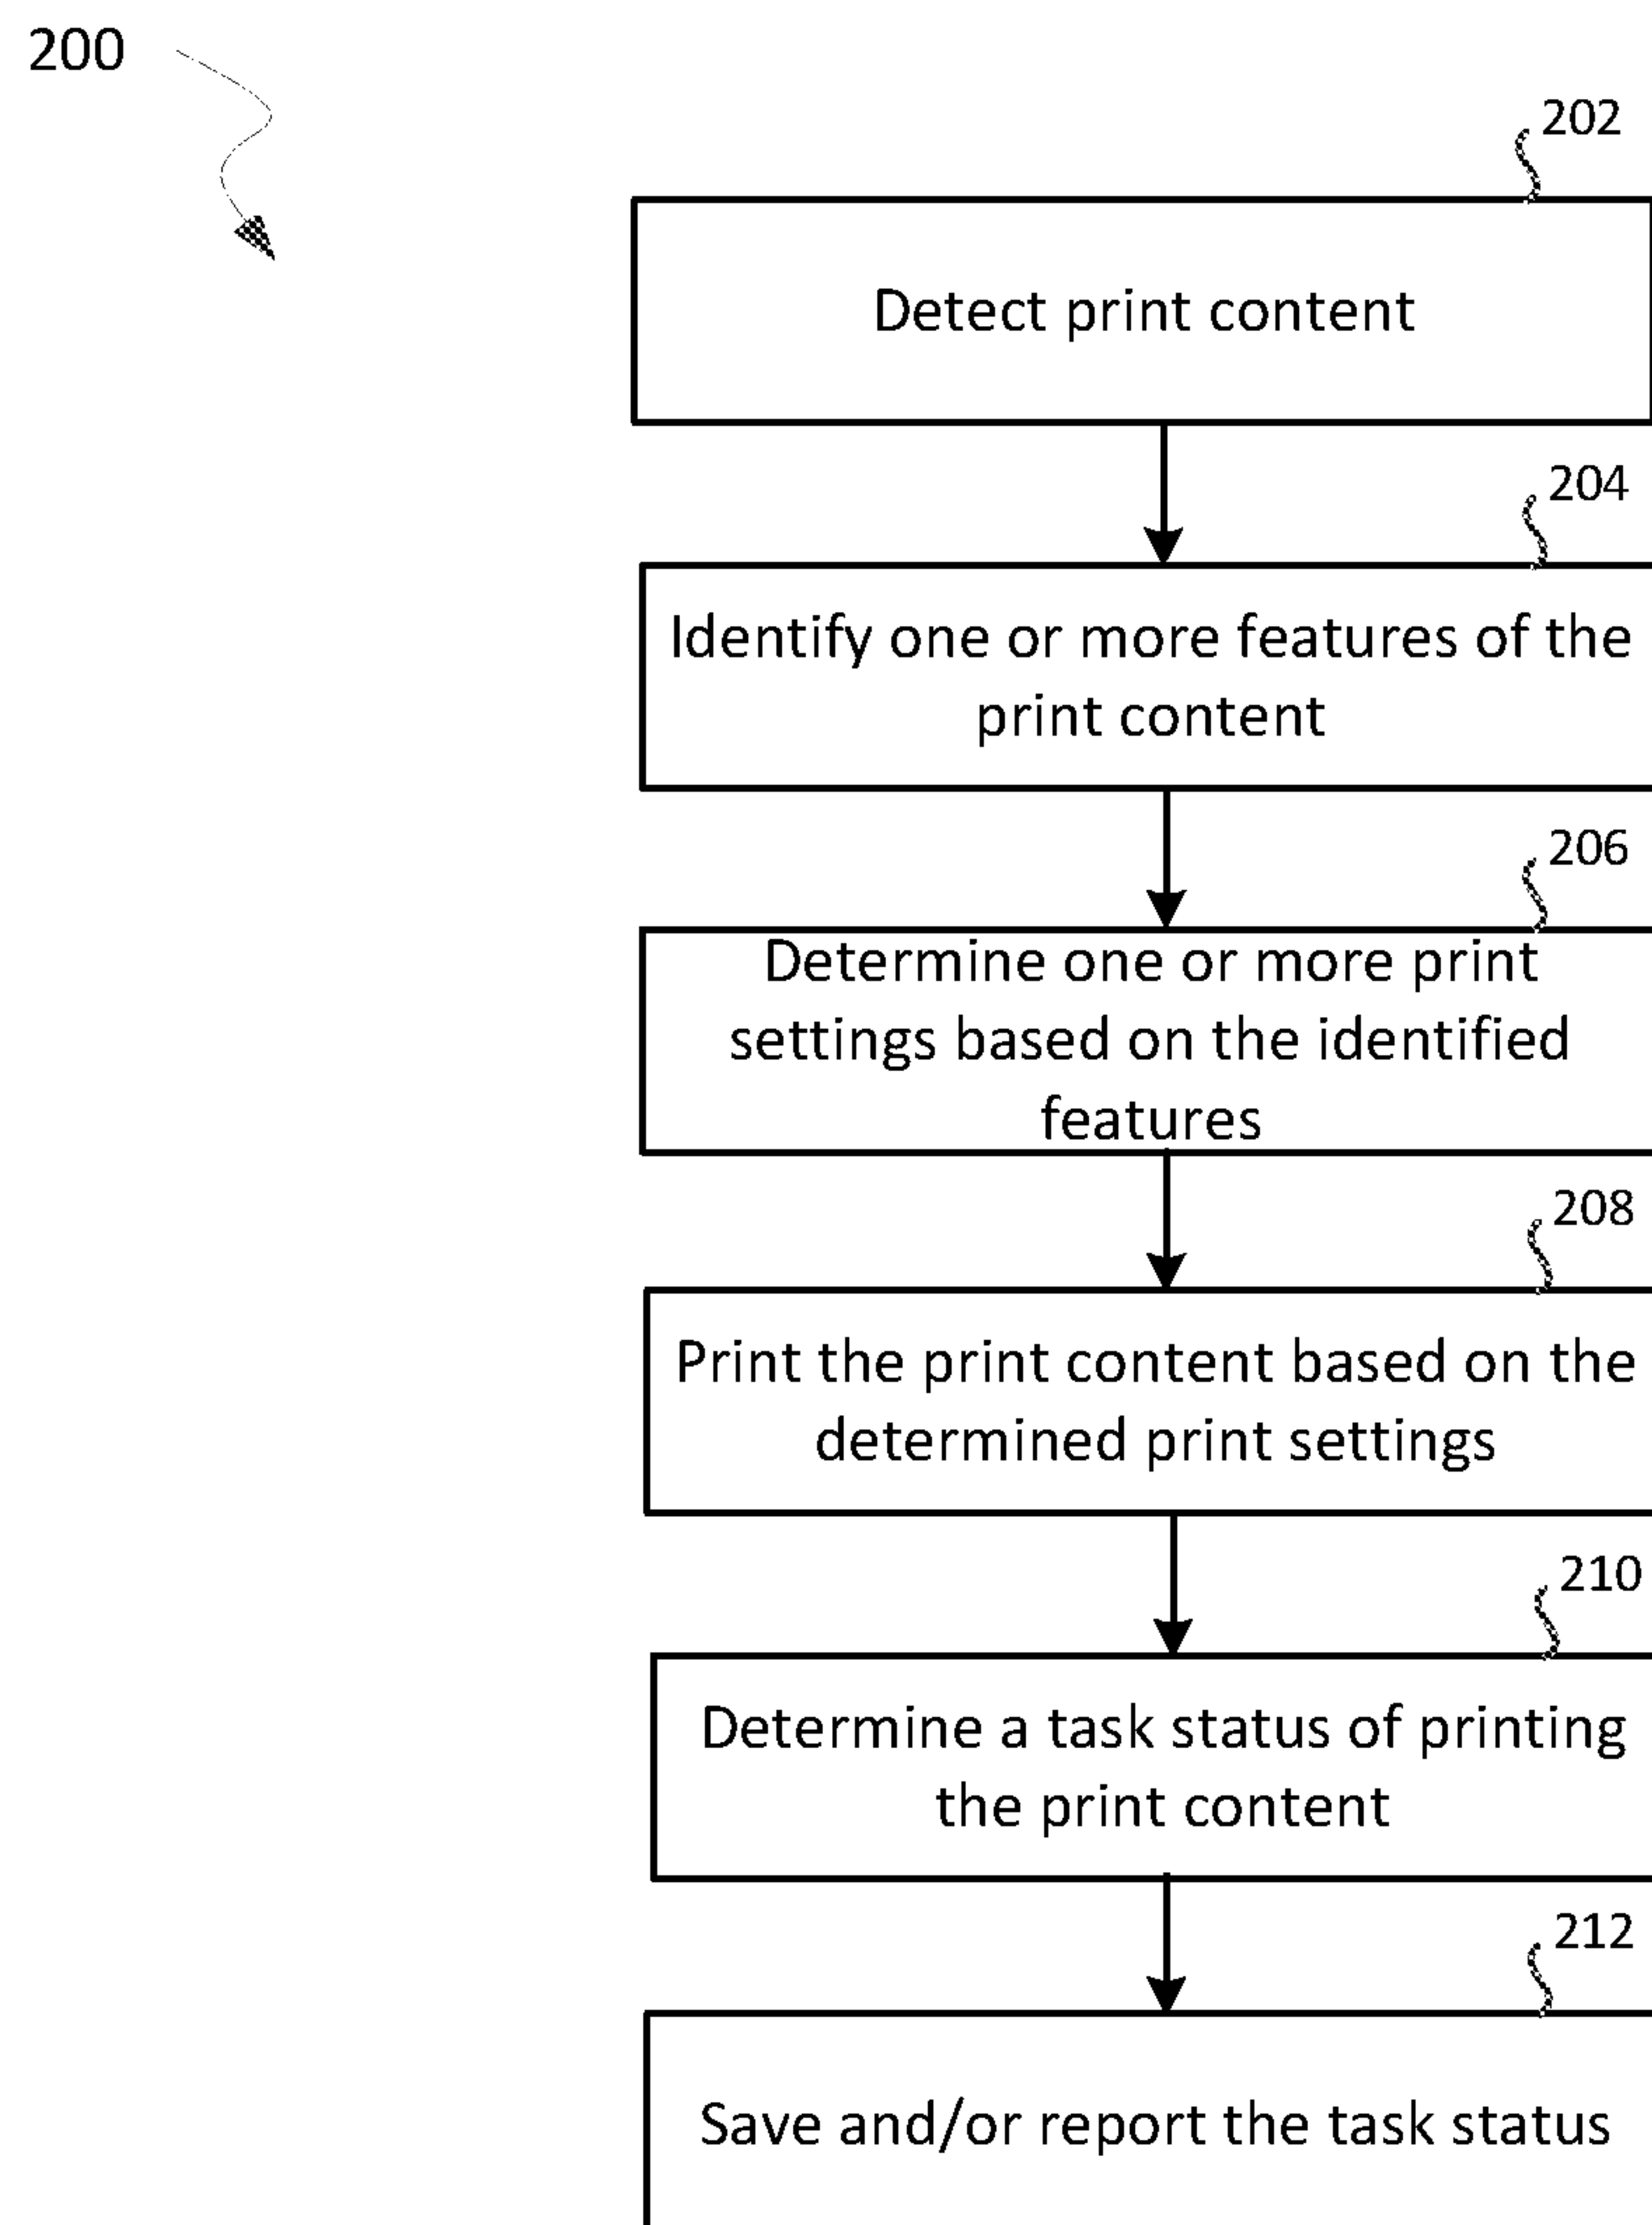 200
202
Detect print content
204
Identify one or more features of the
print content
206
Determine one or more print
settings based on the identified
features
208
Print the print content based on the
determined print settings
210
Determine a task status of printing
the print content
212
Save and/or report the task status